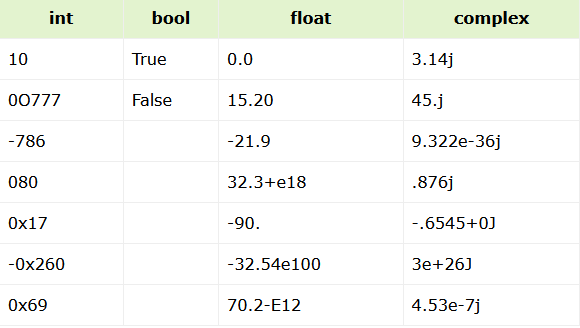 int bool float complex
10 True 0.0 3.14j
0O777 False 15.20 45.j
-786 -21.9 9.322e-36j
080 32.3+e18 .876j
0x17 -90. -.6545+0J
-0x260 -32.54e100 3e+26J
0x69 70.2-E12 4.53e-7j